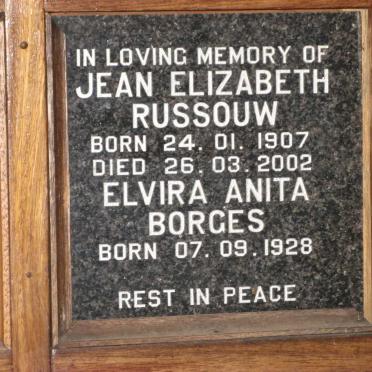 IN LOVING MEMORY OF
JEAN ELIZABETH
RUSSOUW
BORN 24. 01. 1907
DIED 26. 03. 2002
ELVIRA ANITA
BORGES
BORN 07. 09. 1928
REST IN PEACE